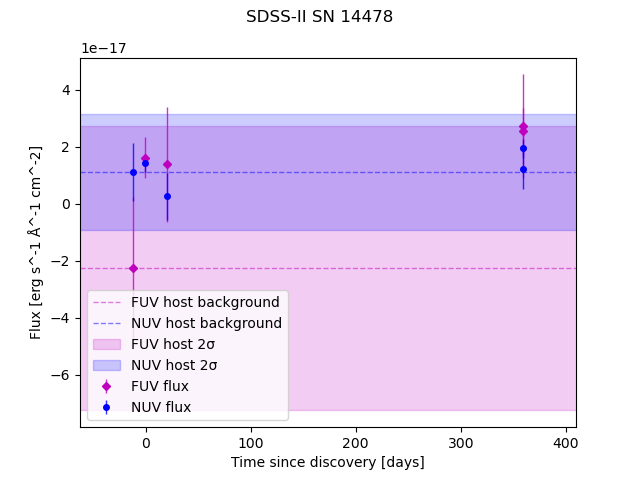 SDSS-II SN 14478
1e−17
4
2
0
−2
−4
−6
Flux [erg s^-1 Å^-1 cm^-2]
FUV host background
NUV host background
FUV host 2σ
NUV host 2σ
FUV flux
NUV flux
0 100 200 300 400
Time since discovery [days]